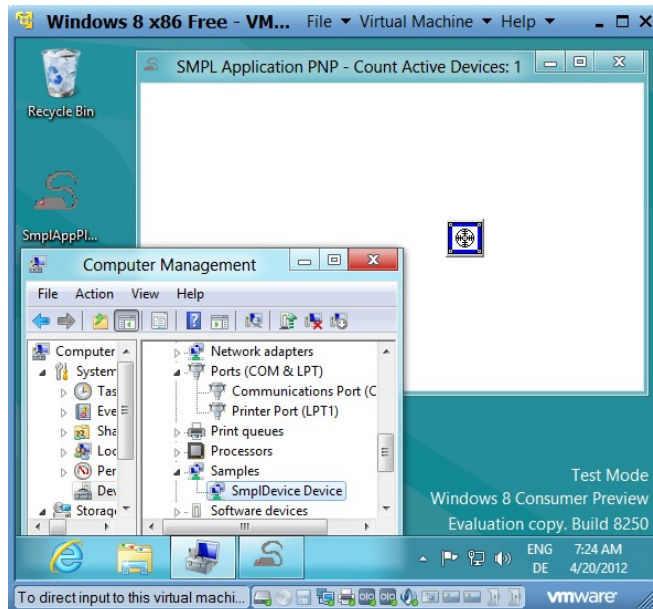 Windows 8 x86 Free - VM... File Virtual Machine Help
Recycle Bin
SMPL Application PNP - Count Active Devices: 1
SmplAppPl...
Computer Management
File Action View Help
Computer
System
Tas
Eve
Sha
Loc
Per
Dev
Storag
Network adapters
Ports (COM & LPT)
Communications Port (C
Printer Port (LPT1)
Print queues
Processors
Samples
SmplDevice Device
Software devices
Test Mode
Windows 8 Consumer Preview
Evaluation copy. Build 8250
ENG 7:24 AM
DE 4/20/2012
To direct input to this virtual machi...
vmware